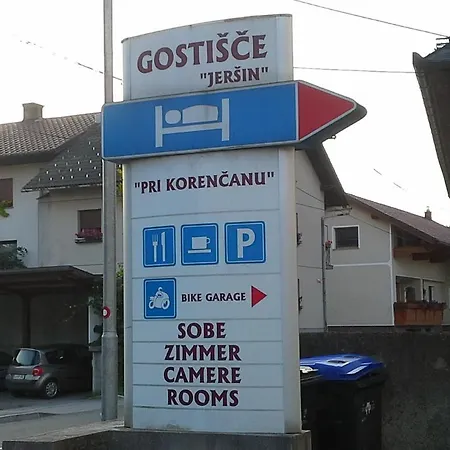 GOSTIŠČE
"JERŠIN"
"PRI KORENČANU"
P
BIKE GARAGE
SOBE
ZIMMER
CAMERE
ROOMS